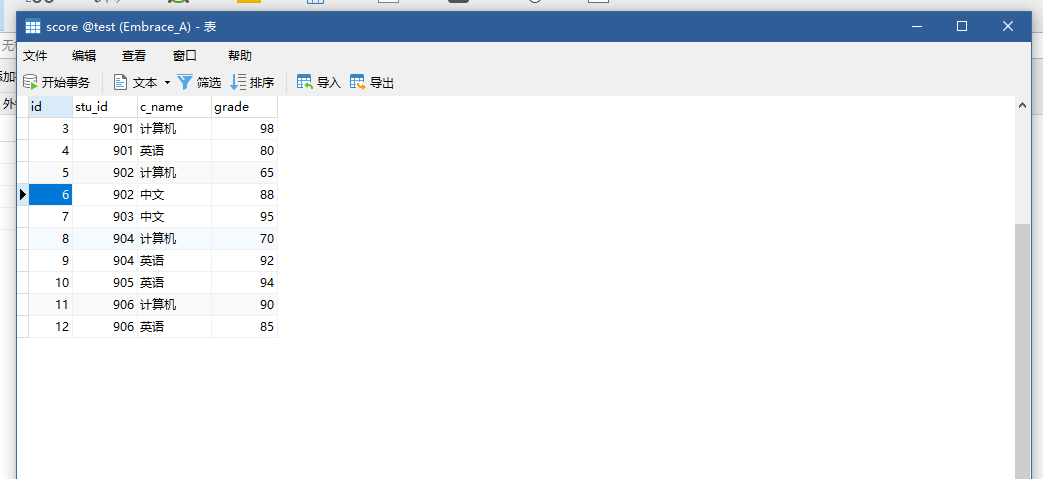 score @test (Embrace_A) - 表
无
文件 编辑 查看 窗口 帮助
添加
开始事务 文本 筛选 排序 导入 导出
外
id stu_id c_name grade
3 901 计算机 98
4 901 英语 80
5 902 计算机 65
6 902 中文 88
7 903 中文 95
8 904 计算机 70
9 904 英语 92
10 905 英语 94
11 906 计算机 90
12 906 英语 85